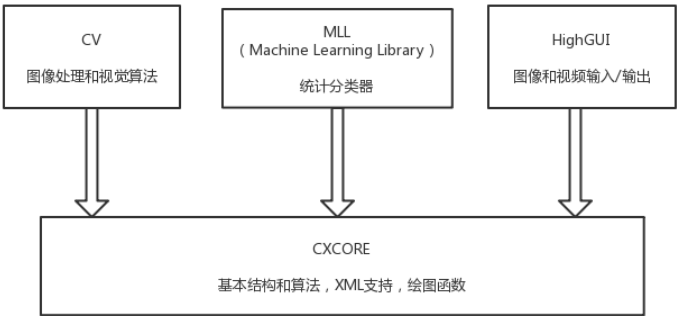 CV
图像处理和视觉算法
MLL
（Machine Learning Library）
统计分类器
HighGUI
图像和视频输入/输出
CXCORE
基本结构和算法，XML支持，绘图函数